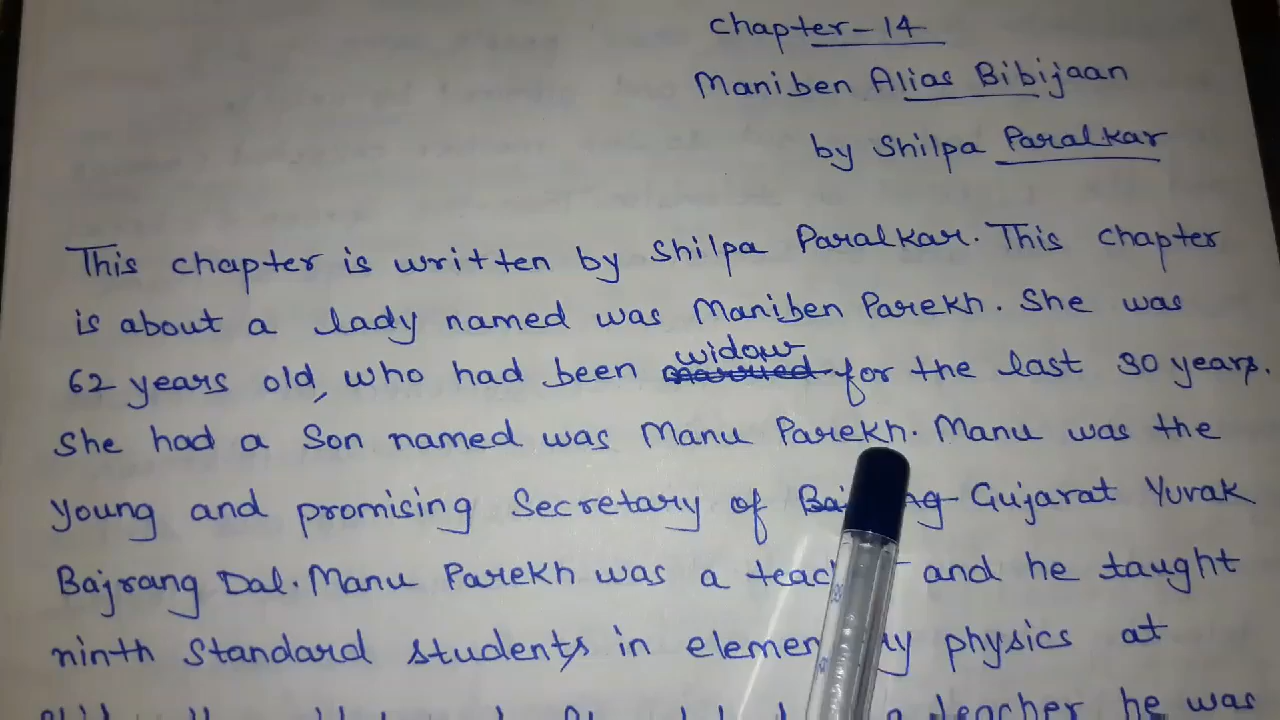 Chapter-14
Maniben Alias Bibijaan
by Shilpa Paralkar
This chapter is written by Shilpa Paralkar. This chapter
is about a lady named was Maniben Parekh. She was
62 years old, who had been widow for the last 30 years.
She had a Son named was Manu Parekh. Manu was the
young and promising Secretary of Gujarat Yuvak
Bajrang Dal. Manu Parekh was a and he taught
ninth Standard students in physics at
teacher he was